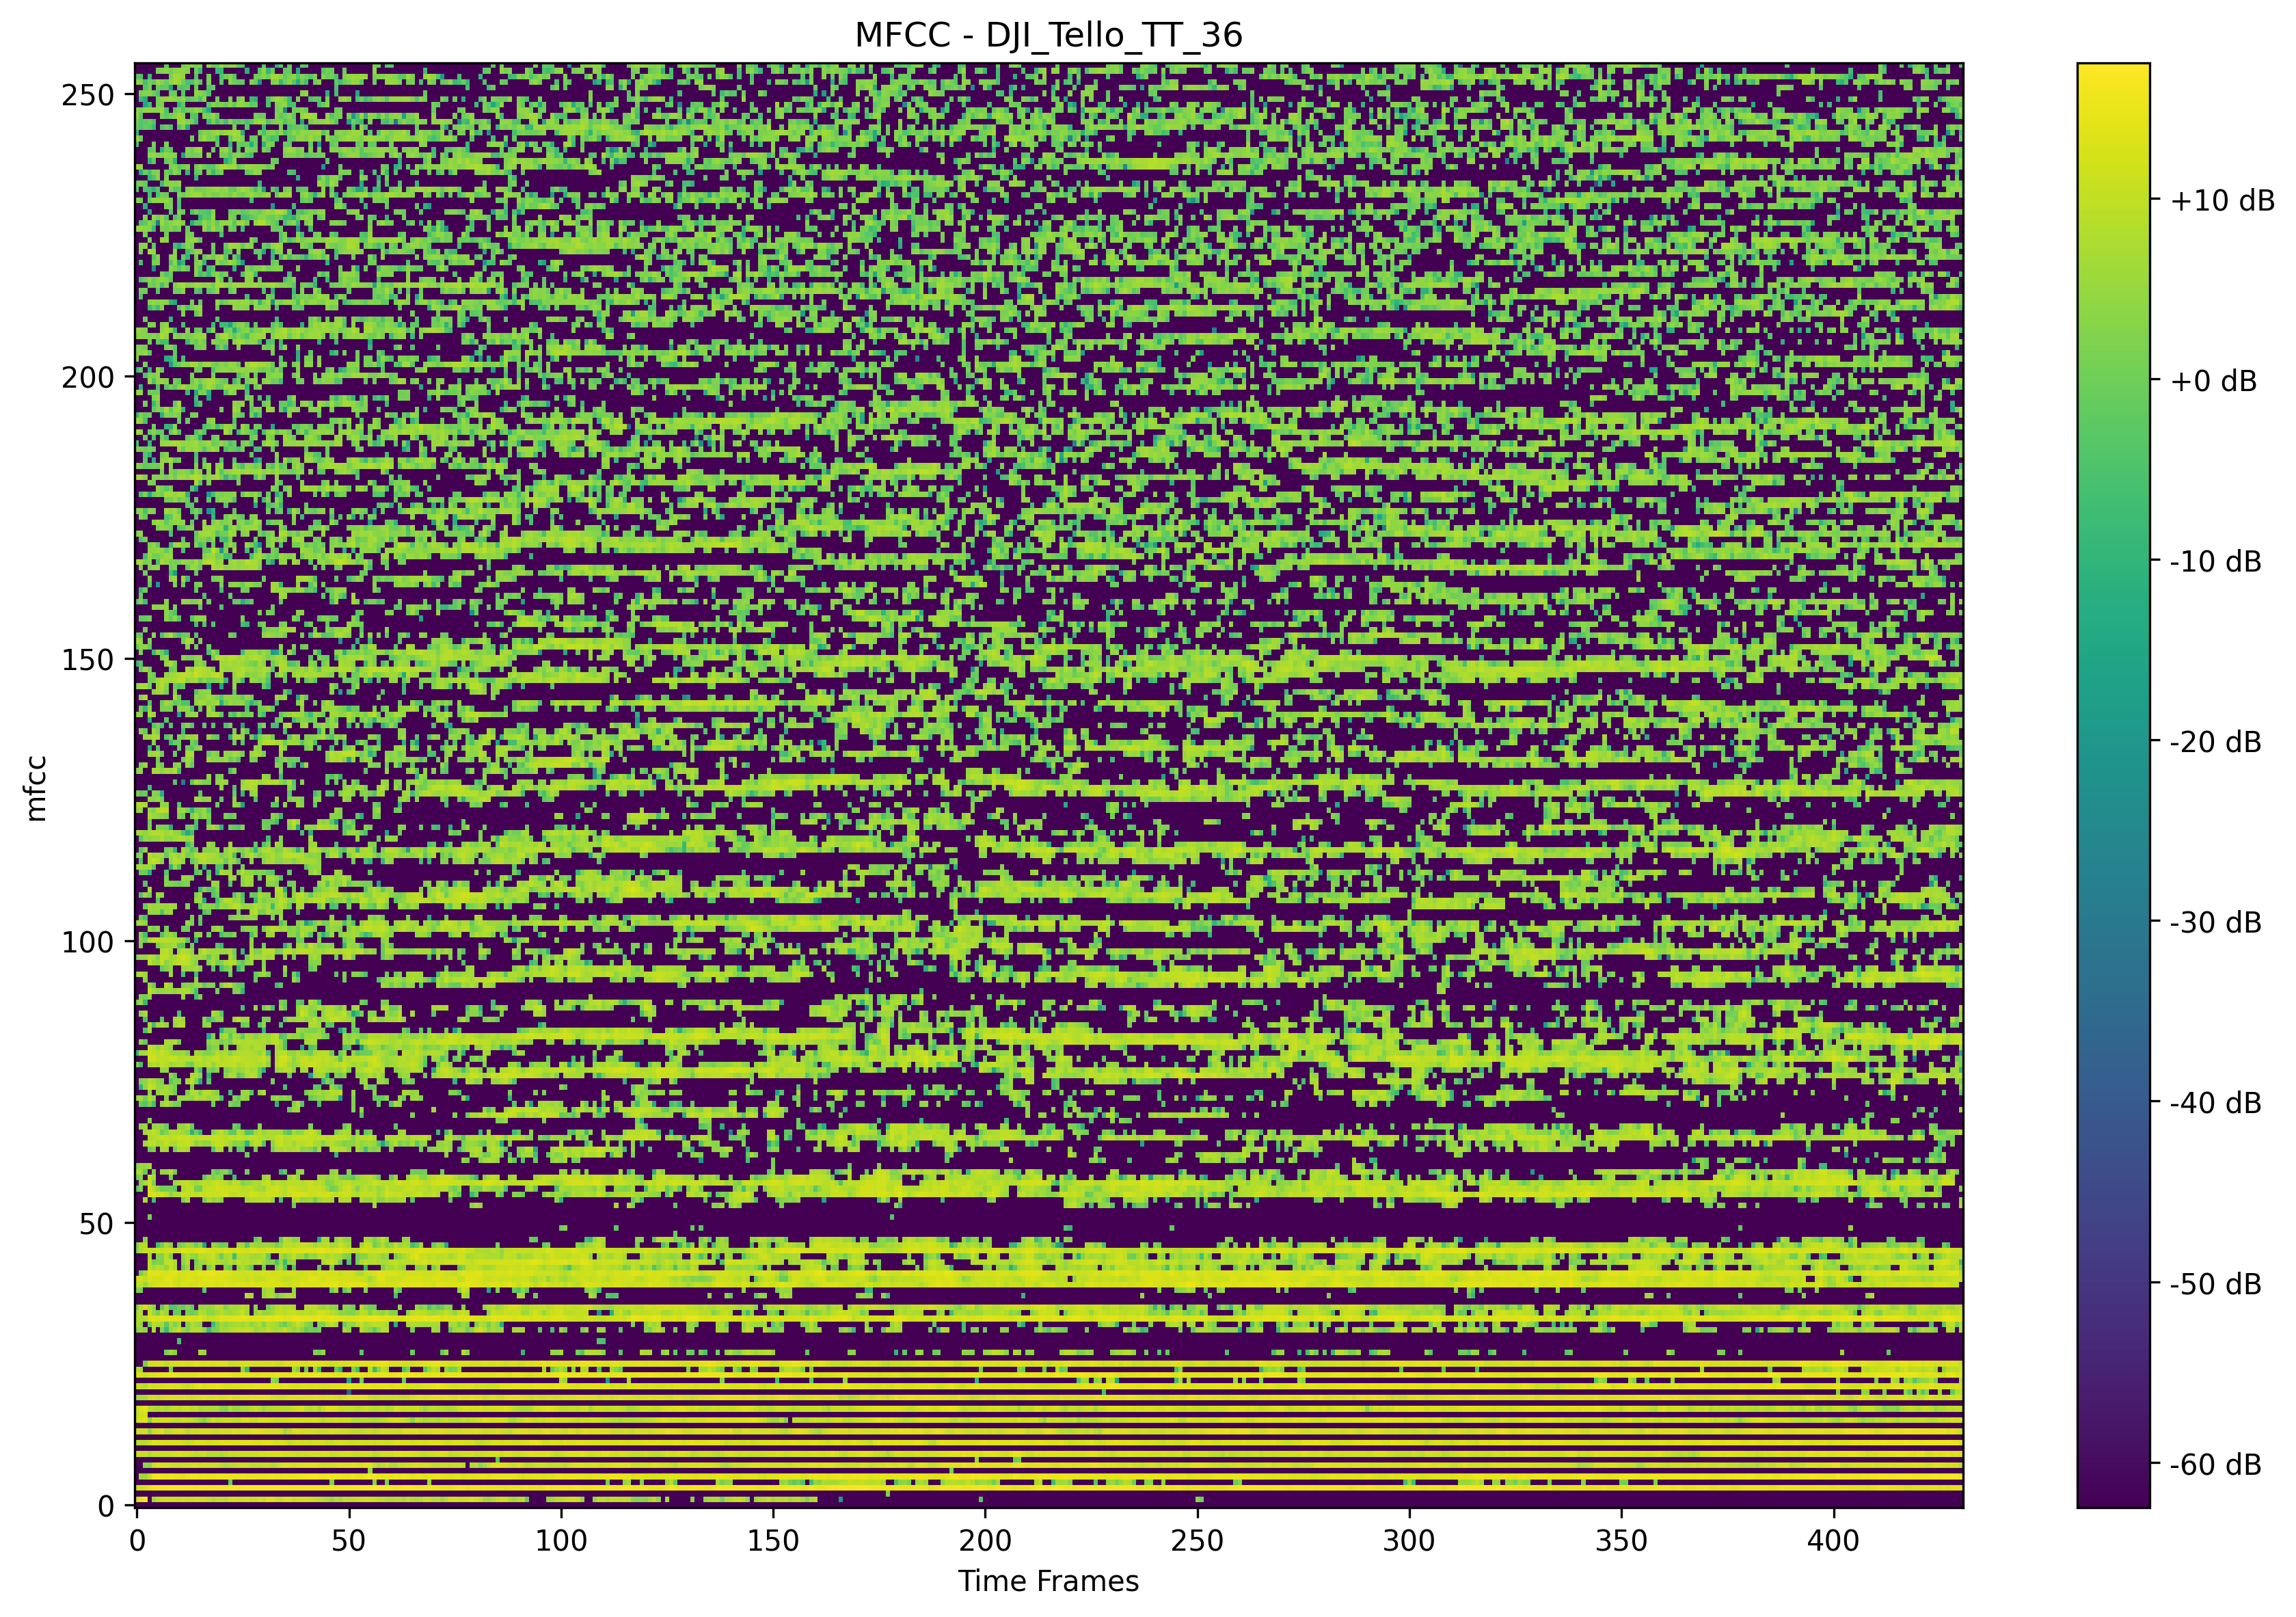 MFCC - DJI_Tello_TT_36
250
200
150
100
50
0
mfcc
0 50 100 150 200 250 300 350 400
Time Frames
+10 dB
+0 dB
-10 dB
-20 dB
-30 dB
-40 dB
-50 dB
-60 dB